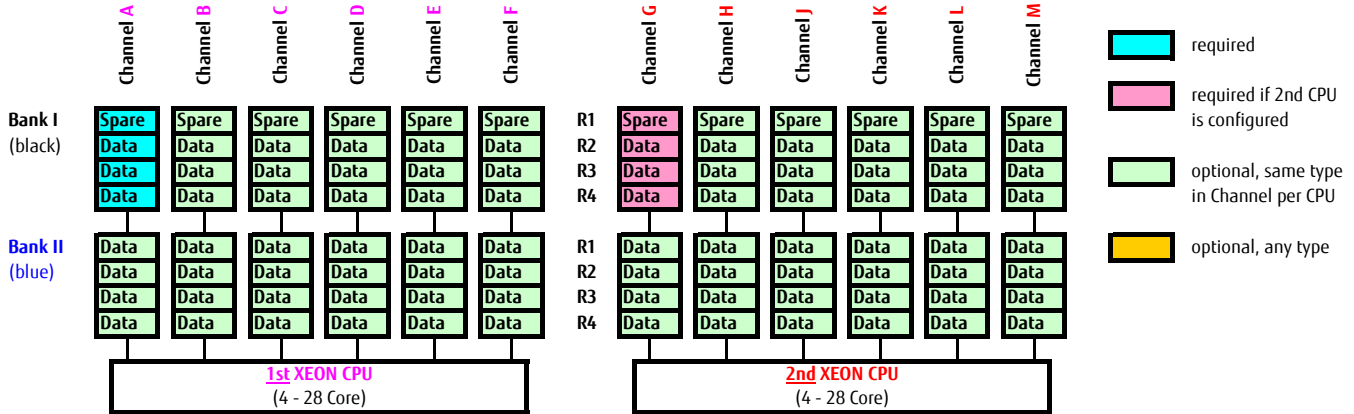 Channel A Channel B Channel C Channel D Channel E Channel F Channel G Channel H Channel J Channel K Channel L Channel M
required
required if 2nd CPU
is configured
optional, same type
in Channel per CPU
optional, any type
Bank I Spare Spare Spare Spare Spare Spare R1 Spare Spare Spare Spare Spare Spare
(black) Data Data Data Data Data Data R2 Data Data Data Data Data Data
Data Data Data Data Data Data R3 Data Data Data Data Data Data
Data Data Data Data Data Data R4 Data Data Data Data Data Data
Bank II Data Data Data Data Data Data R1 Data Data Data Data Data Data
(blue) Data Data Data Data Data Data R2 Data Data Data Data Data Data
Data Data Data Data Data Data R3 Data Data Data Data Data Data
Data Data Data Data Data Data R4 Data Data Data Data Data Data
1st XEON CPU
(4 - 28 Core)
2nd XEON CPU
(4 - 28 Core)